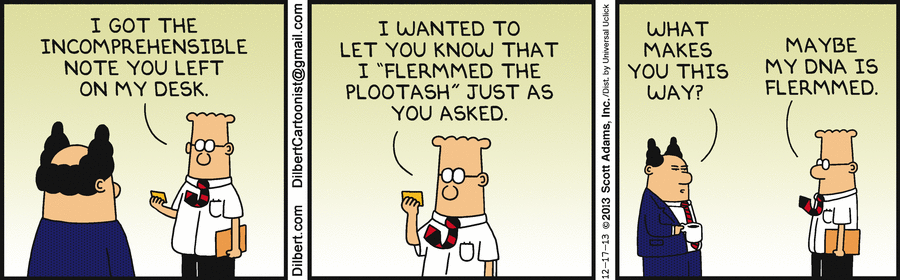 I GOT THE
INCOMPREHENSIBLE
NOTE YOU LEFT
ON MY DESK.
DilbertCartoonist@gmail.com
Dilbert.com
I WANTED TO
LET YOU KNOW THAT
I "FLERMMED THE
PLOOTASH" JUST AS
YOU ASKED.
12-17-13 © 2013 Scott Adams, Inc. /Dist. by Universal Uclick
WHAT
MAKES
YOU THIS
WAY?
MAYBE
MY DNA IS
FLERMMED.